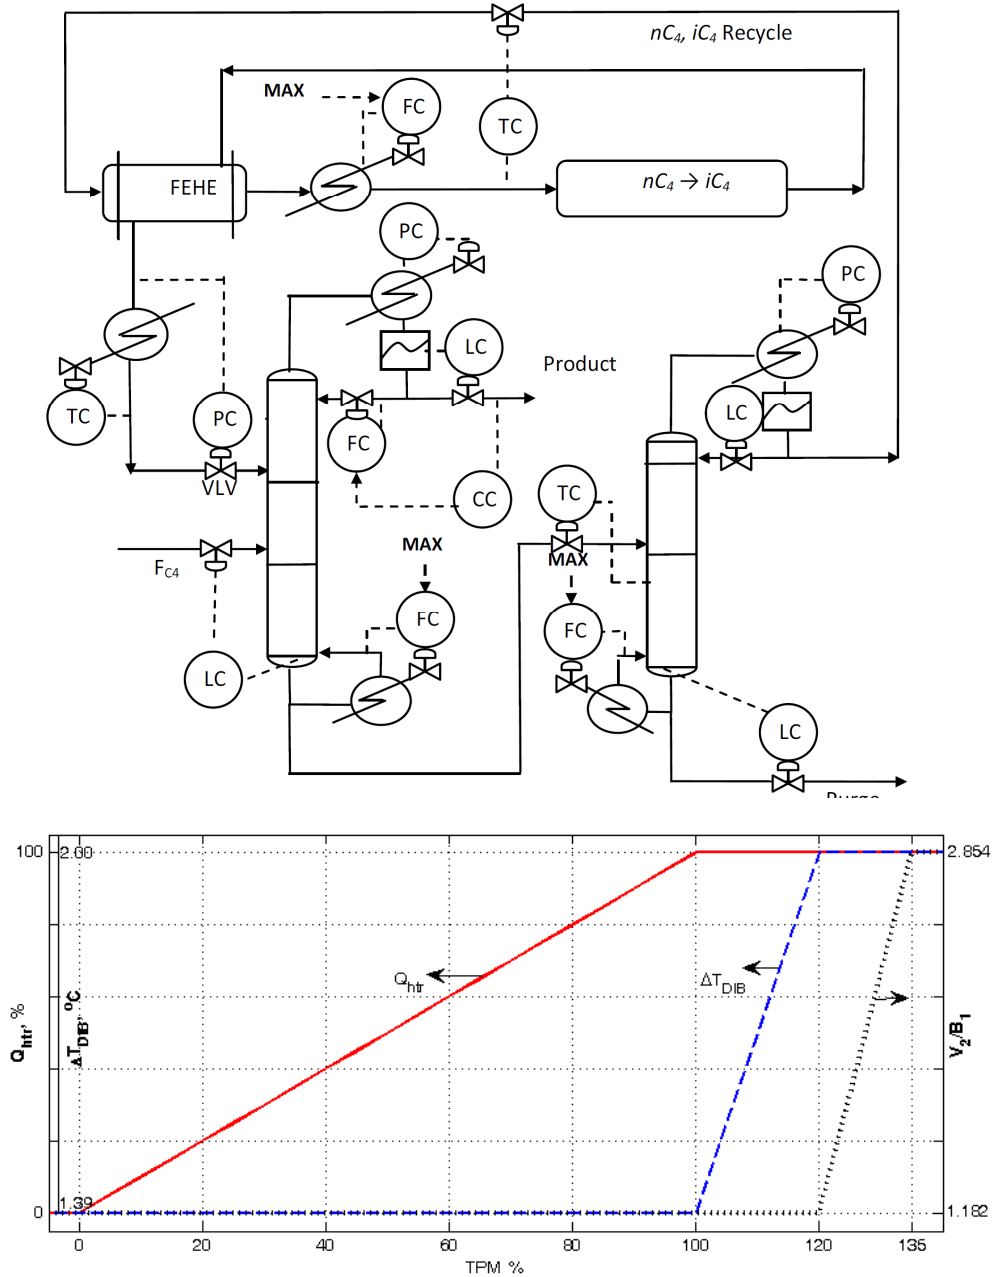 nC4, iC4 Recycle
MAX
FC
TC
FEHE
nC4 → iC4
PC
PC
LC
Product
TC
PC
LC
FC
VLV
CC
TC
MAX
MAX
FC4
FC
FC
LC
LC
100
2.00
2.854
Qhtr
ΔTDIB
Qhtr, %
ΔTDIB, °C
V2/B1
1.39
0
1.182
0
20
40
60
80
100
120
135
TPM %